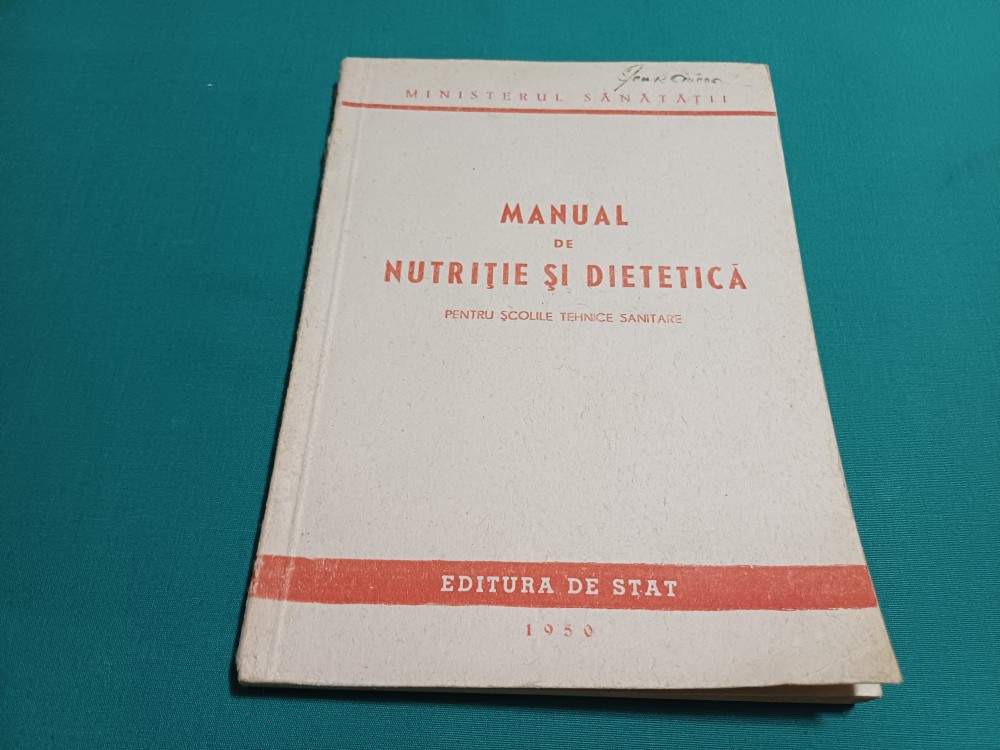 MINISTERUL SĂNĂTĂȚII
MANUAL
DE
NUTRIȚIE ȘI DIETETICĂ
PENTRU ȘCOLILE TEHNICE SANITARE
EDITURA DE STAT
1950